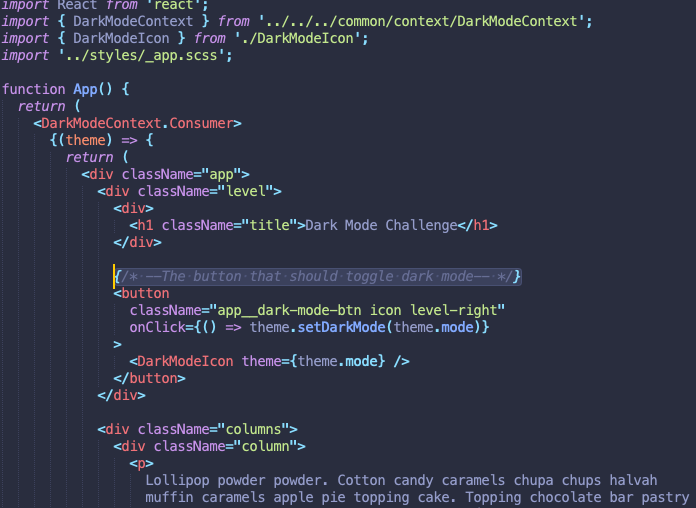 import React from 'react';
import { DarkModeContext } from '../../../common/context/DarkModeContext';
import { DarkModeIcon } from './DarkModeIcon';
import '../styles/_app.scss';
function App() {
return (
<DarkModeContext.Consumer>
{(theme) => {
return (
<div className="app">
<div className="level">
<div>
<h1 className="title">Dark Mode Challenge</h1>
</div>
{/* --The button that should toggle dark mode-- */}
<button
className="app__dark-mode-btn icon level-right"
onClick={() => theme.setDarkMode(theme.mode)}
>
<DarkModeIcon theme={theme.mode} />
</button>
</div>
<div className="columns">
<div className="column">
<p>
Lollipop powder powder. Cotton candy caramels chupa chups halvah
muffin caramels apple pie topping cake. Topping chocolate bar pastry